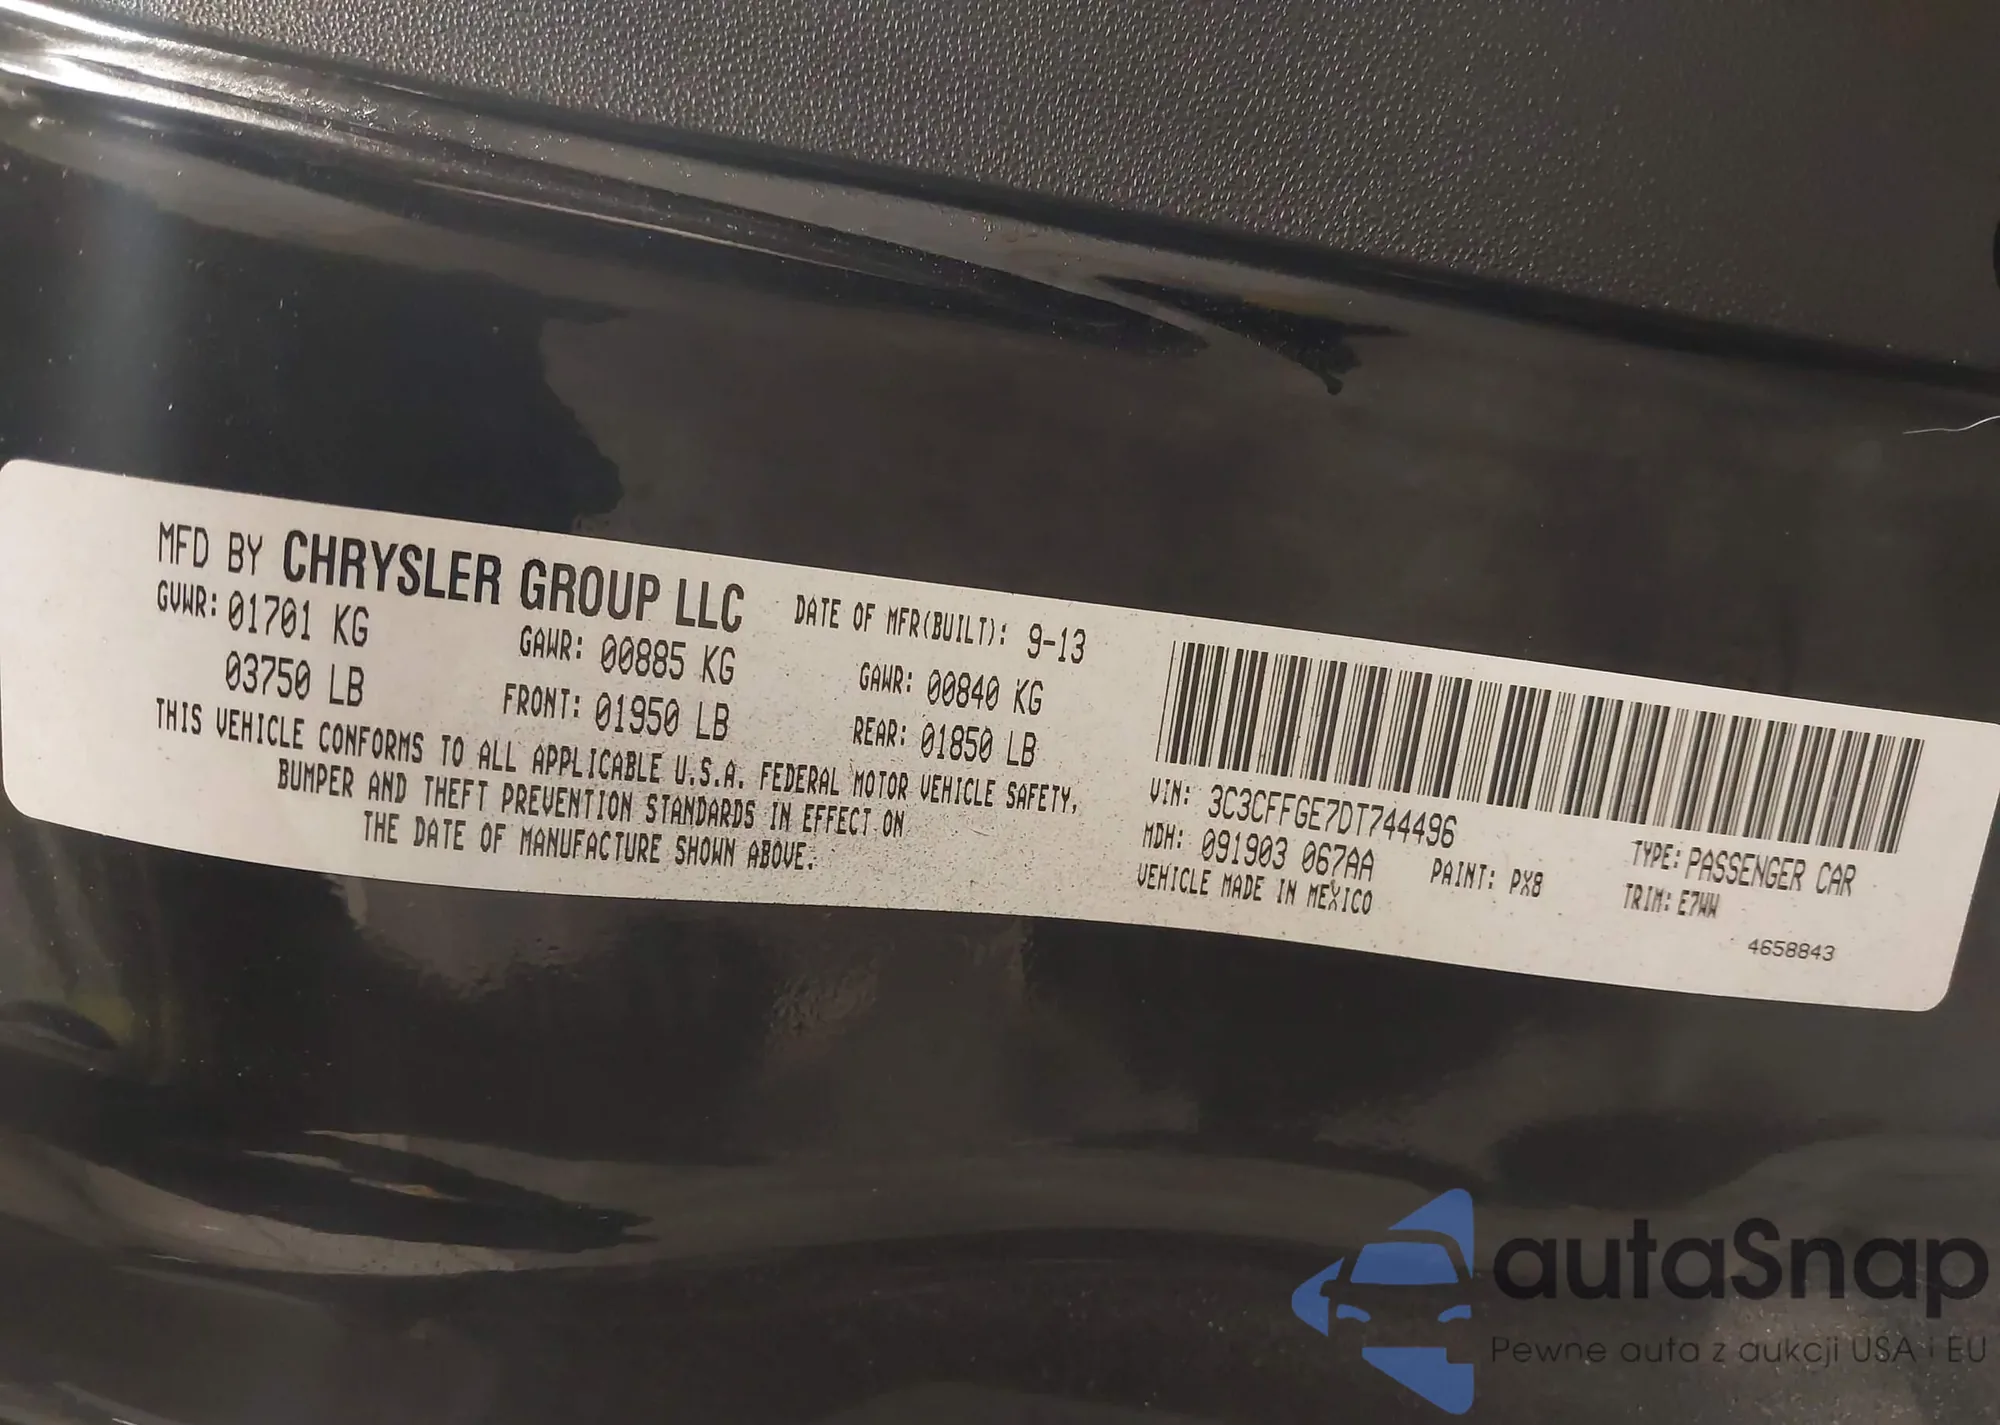 MFD BY CHRYSLER GROUP LLC DATE OF MFR(BUILT): 9-13
GVWR: 01701 KG GAWR: 00885 KG GAWR: 00840 KG
03750 LB FRONT: 01950 LB REAR: 01850 LB
THIS VEHICLE CONFORMS TO ALL APPLICABLE U.S.A. FEDERAL MOTOR VEHICLE SAFETY,
BUMPER AND THEFT PREVENTION STANDARDS IN EFFECT ON
THE DATE OF MANUFACTURE SHOWN ABOVE.
VIN: 3C3CFFGE7DT744496 TYPE: PASSENGER CAR
MDH: 091903 067AA PAINT: PX8 TRIM: E7WW
VEHICLE MADE IN MEXICO
4658843
autaSnap
Pewne auta z aukcji USA i EU